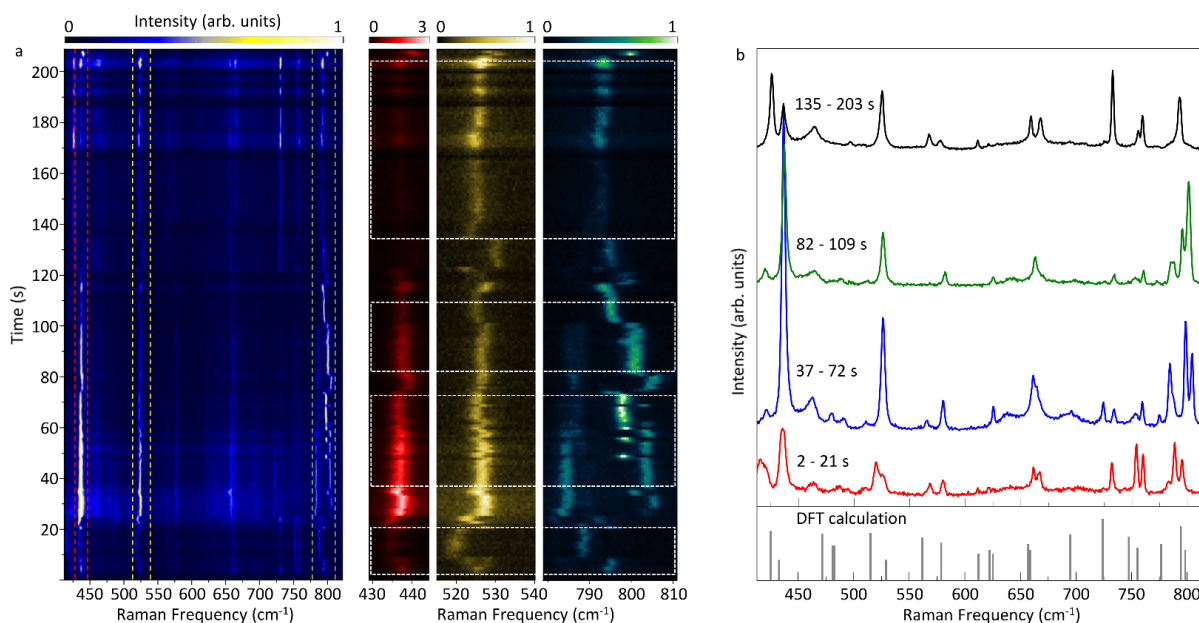 Intensity (arb. units)
0 1 0 3 0 1 0 1
a b
200
180
160
140
120
100
80
60
40
20
Time (s)
450 500 550 600 650 700 750 800
Raman Frequency (cm-1)
430 440 520 530 540 790 800 810
Raman Frequency (cm-1)
Intensity (arb. units)
135 - 203 s
82 - 109 s
37 - 72 s
2 - 21 s
DFT calculation
450 500 550 600 650 700 750 800
Raman Frequency (cm-1)